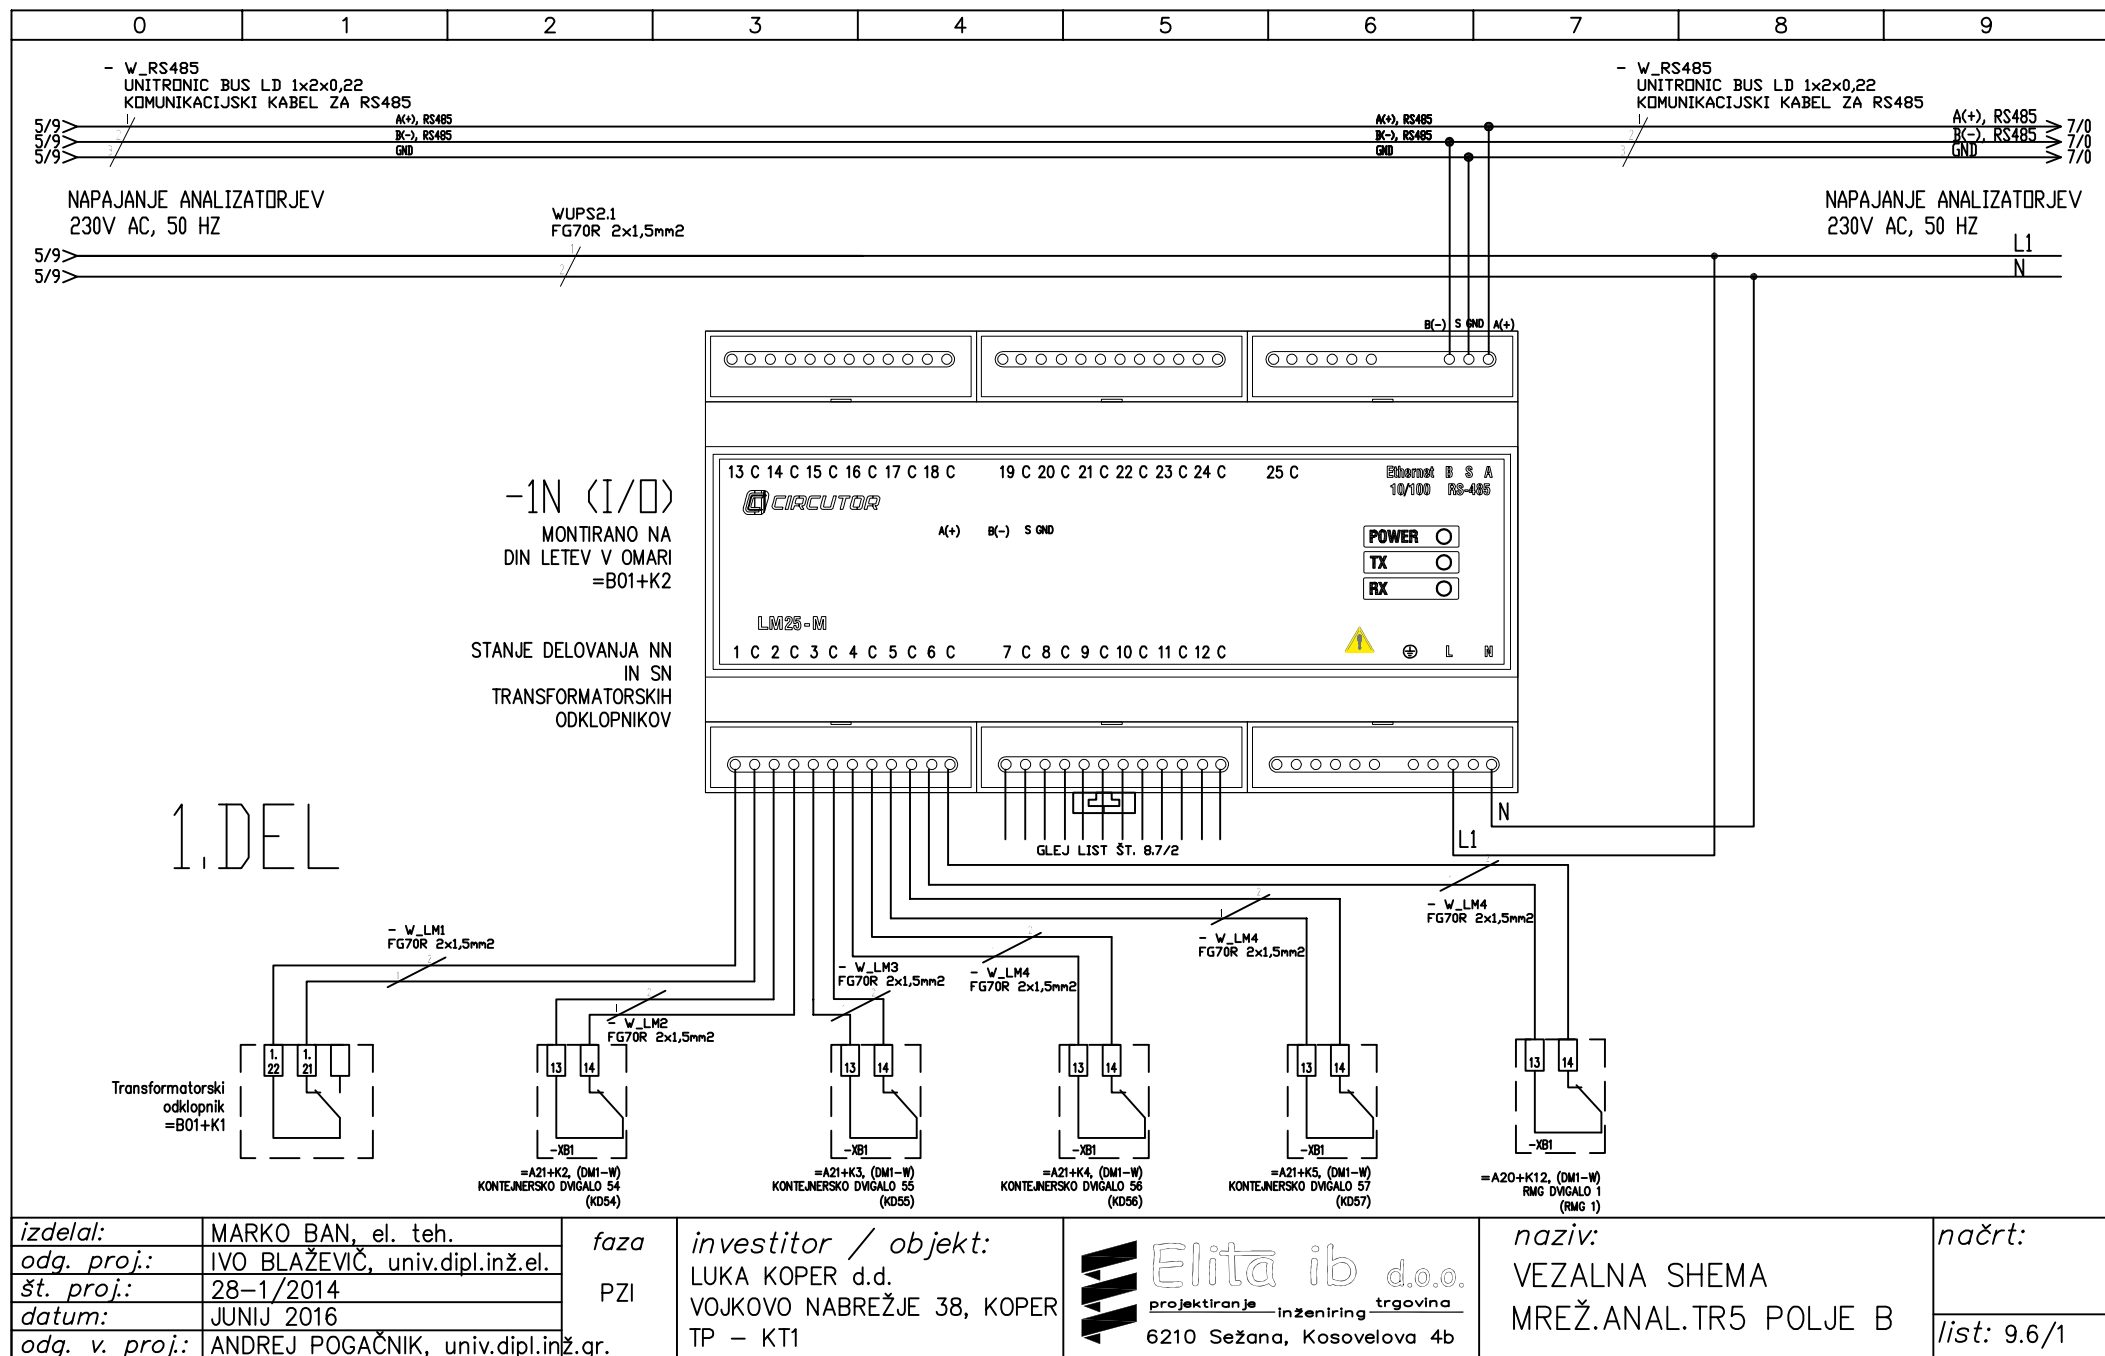 0 1 2 3 4 5 6 7 8 9
- W_RS485
UNITRONIC BUS LD 1x2x0,22
KOMUNIKACIJSKI KABEL ZA RS485
- W_RS485
UNITRONIC BUS LD 1x2x0,22
KOMUNIKACIJSKI KABEL ZA RS485
5/9 A(+), RS485 A(+), RS485 A(+), RS485 7/0
5/9 B(-), RS485 B(-), RS485 B(-), RS485 7/0
5/9 GND GND GND 7/0
NAPAJANJE ANALIZATORJEV
230V AC, 50 HZ
WUPS2.1
FG70R 2x1,5mm2
NAPAJANJE ANALIZATORJEV
230V AC, 50 HZ
5/9 L1
5/9 N
B(-) S GND A(+)
13 C 14 C 15 C 16 C 17 C 18 C 19 C 20 C 21 C 22 C 23 C 24 C 25 C
Ethernet B S A
10/100 RS-485
CIRCUTOR
A(+) B(-) S GND
POWER
TX
RX
LM25-M
1 C 2 C 3 C 4 C 5 C 6 C 7 C 8 C 9 C 10 C 11 C 12 C L N
-1N (I/O)
MONTIRANO NA
DIN LETEV V OMARI
=B01+K2
STANJE DELOVANJA NN
IN SN
TRANSFORMATORSKIH
ODKLOPNIKOV
1.DEL
N
L1
GLEJ LIST ŠT. 8.7/2
- W_LM1
FG70R 2x1,5mm2
- W_LM2
FG70R 2x1,5mm2
- W_LM3
FG70R 2x1,5mm2
- W_LM4
FG70R 2x1,5mm2
- W_LM4
FG70R 2x1,5mm2
- W_LM4
FG70R 2x1,5mm2
Transformatorski
odklopnik
=B01+K1
1.
22
1.
21
13 14
-XB1
=A21+K2, (DM1-W)
KONTEJNERSKO DVIGALO 54
(KD54)
13 14
-XB1
=A21+K3, (DM1-W)
KONTEJNERSKO DVIGALO 55
(KD55)
13 14
-XB1
=A21+K4, (DM1-W)
KONTEJNERSKO DVIGALO 56
(KD56)
13 14
-XB1
=A21+K5, (DM1-W)
KONTEJNERSKO DVIGALO 57
(KD57)
13 14
-XB1
=A20+K12, (DM1-W)
RMG DVIGALO 1
(RMG 1)
izdelal: MARKO BAN, el. teh.
odg. proj.: IVO BLAŽEVIČ, univ.dipl.inž.el.
št. proj.: 28-1/2014
datum: JUNIJ 2016
odg. v. proj.: ANDREJ POGAČNIK, univ.dipl.inž.gr.
faza
PZI
investitor / objekt:
LUKA KOPER d.d.
VOJKOVO NABREŽJE 38, KOPER
TP - KT1
Elita ib d.o.o.
projektiranje inženiring trgovina
6210 Sežana, Kosovelova 4b
naziv:
VEZALNA SHEMA
MREŽ.ANAL.TR5 POLJE B
načrt:
list: 9.6/1